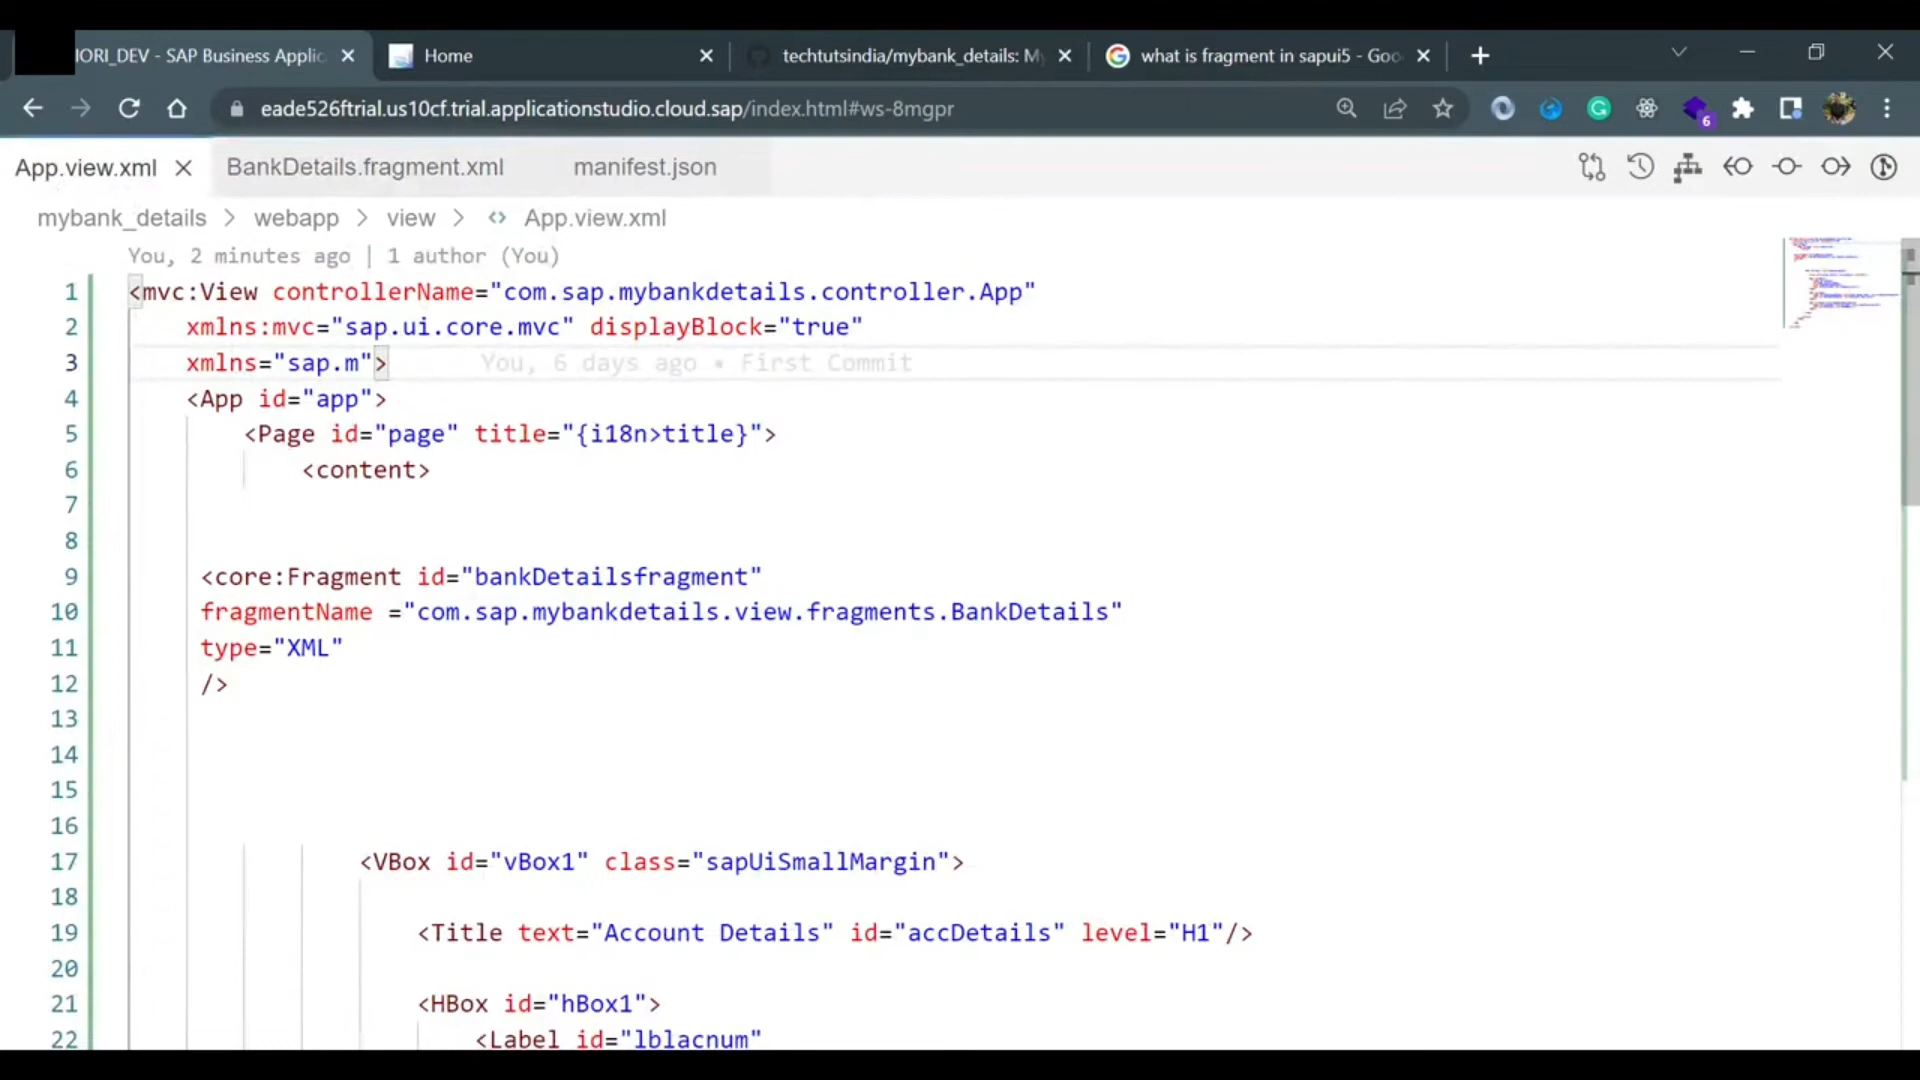 IORI_DEV - SAP Business Applic
Home
techtutsindia/mybank_details: M
what is fragment in sapui5 - Goo
eade526ftrial.us10cf.trial.applicationstudio.cloud.sap/index.html#ws-8mgpr
6
App.view.xml
BankDetails.fragment.xml
manifest.json
mybank_details > webapp > view > <> App.view.xml
You, 2 minutes ago | 1 author (You)
1 <mvc:View controllerName="com.sap.mybankdetails.controller.App"
2 xmlns:mvc="sap.ui.core.mvc" displayBlock="true"
3 xmlns="sap.m"> You, 6 days ago • First Commit
4 <App id="app">
5 <Page id="page" title="{i18n>title}">
6 <content>
7
8
9 <core:Fragment id="bankDetailsfragment"
10 fragmentName ="com.sap.mybankdetails.view.fragments.BankDetails"
11 type="XML"
12 />
13
14
15
16
17 <VBox id="vBox1" class="sapUiSmallMargin">
18
19 <Title text="Account Details" id="accDetails" level="H1"/>
20
21 <HBox id="hBox1">
22 <Label id="lblacnum"